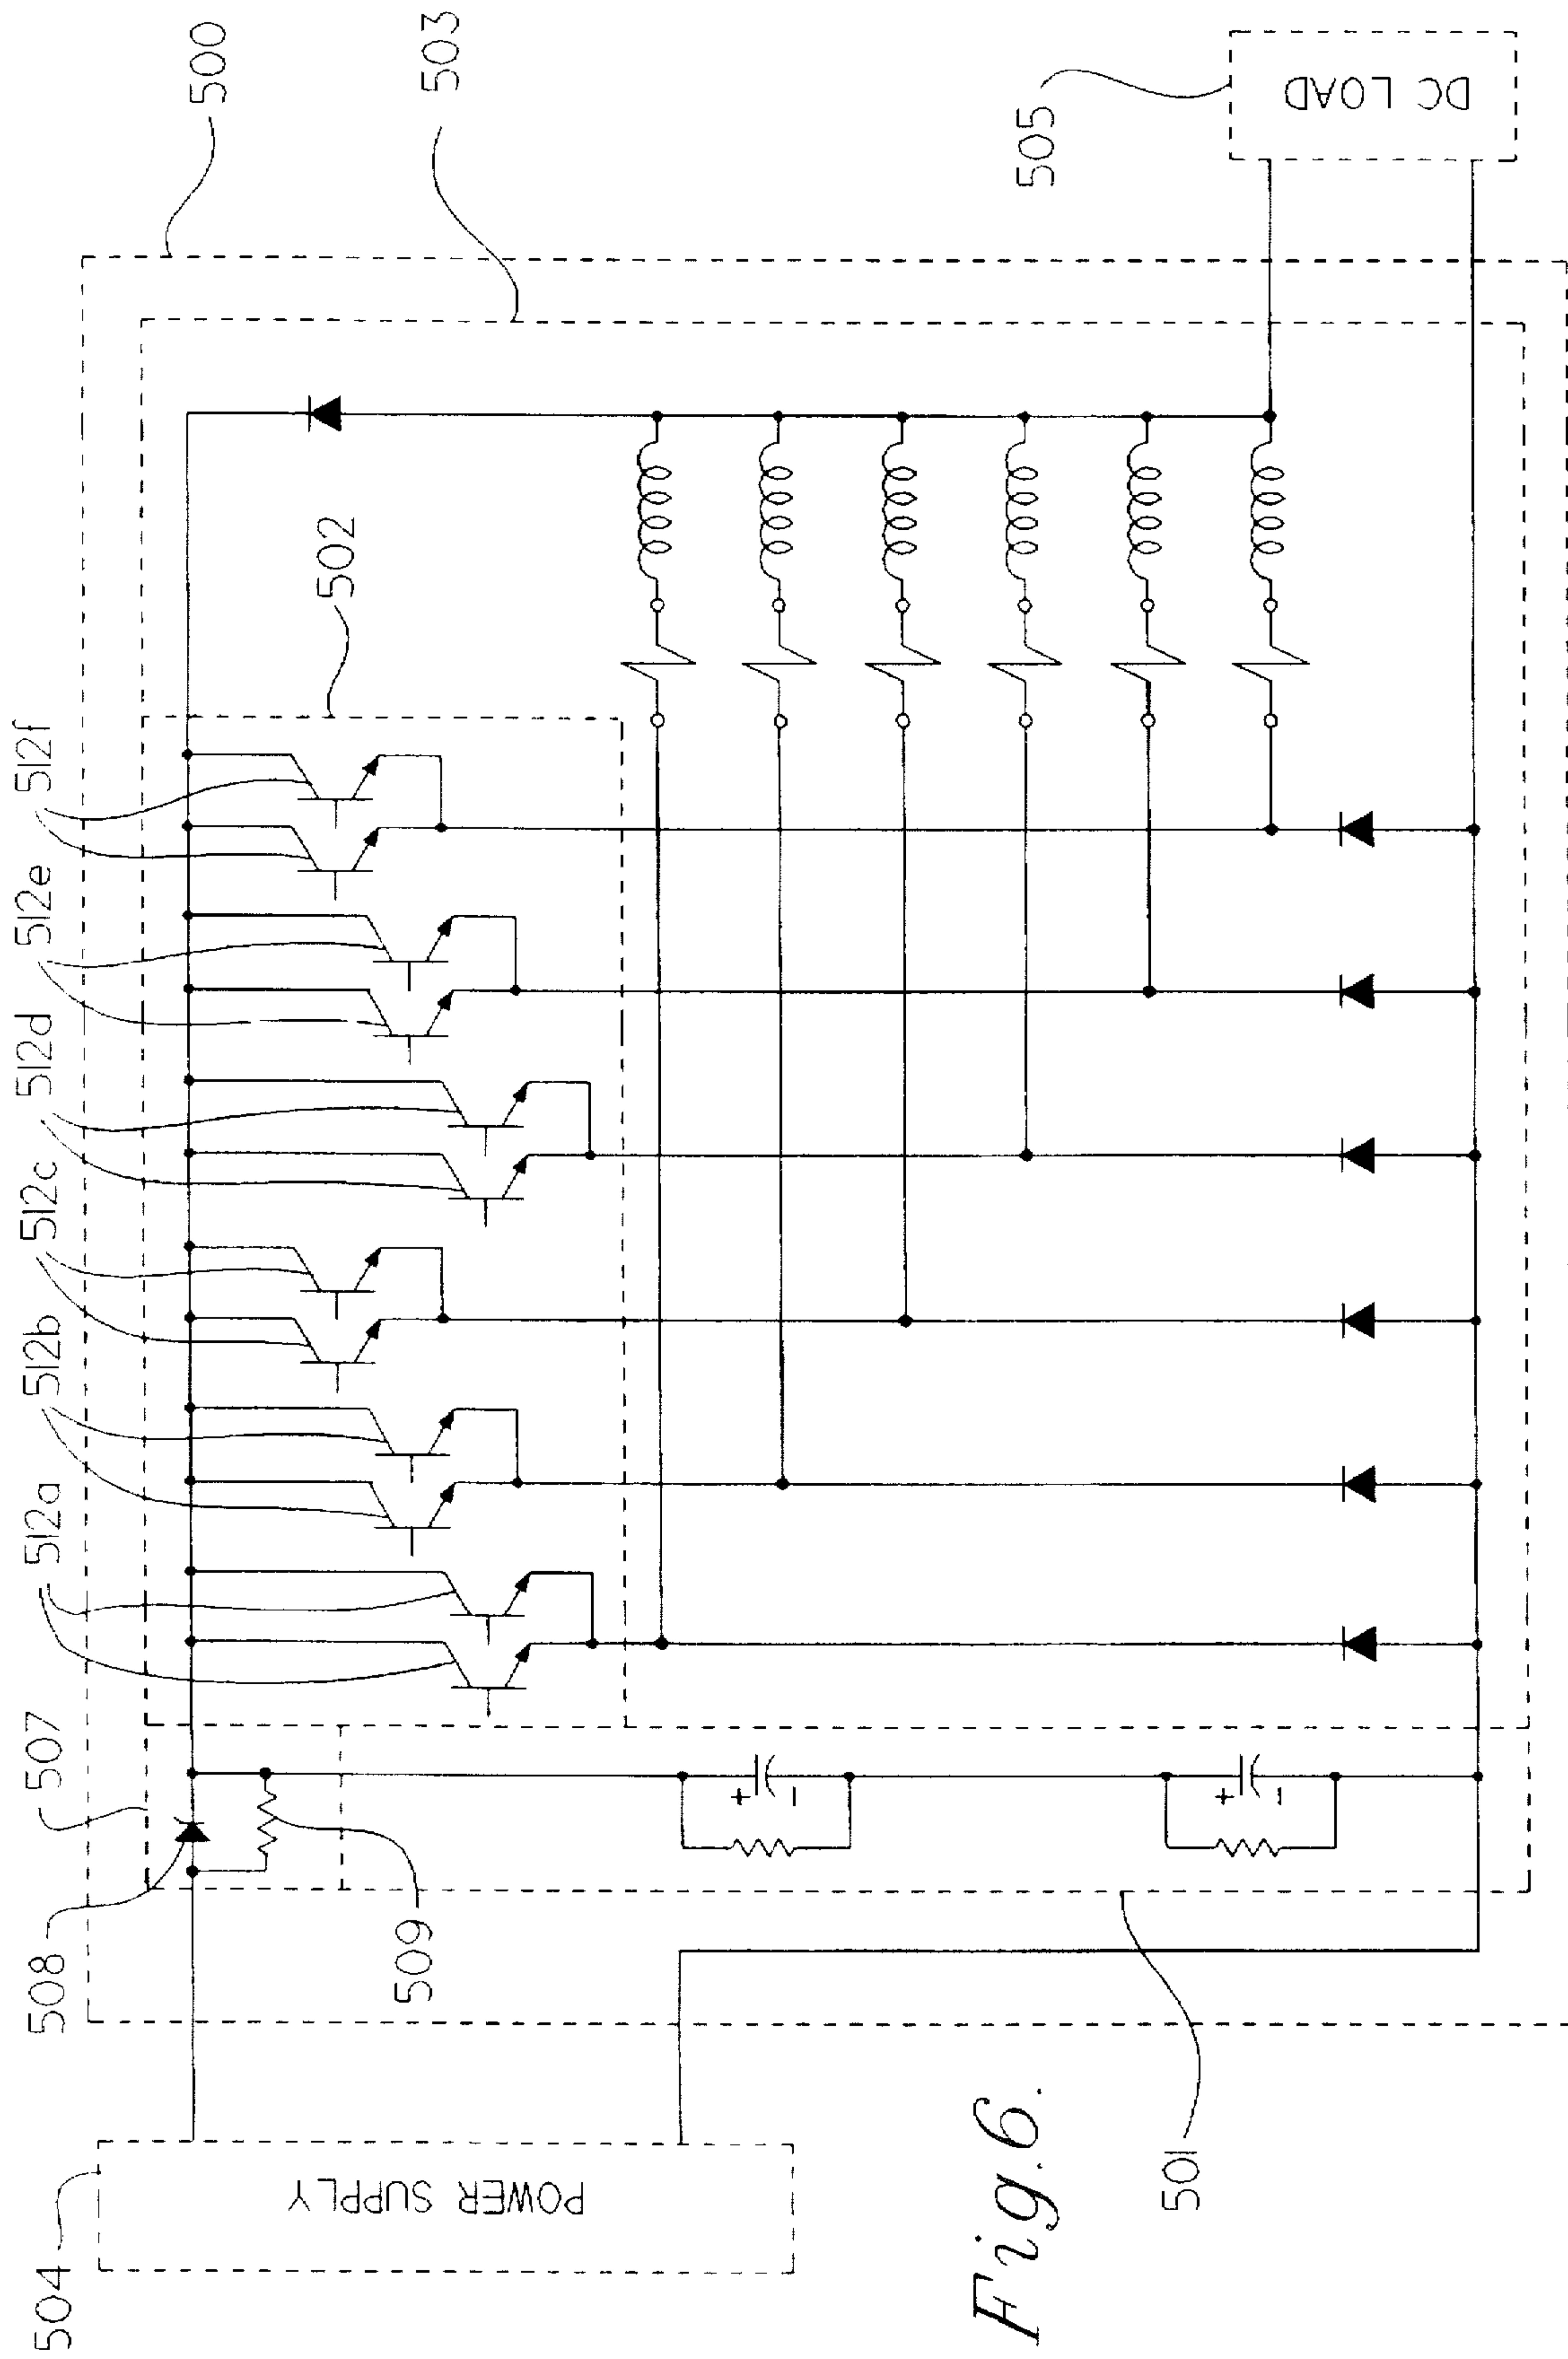 500
503
505
DC LOAD
502
512f
512e
512d
512c
512b
512a
507
508
509
+ -
+ -
501
504
POWER SUPPLY
Fig. 6.